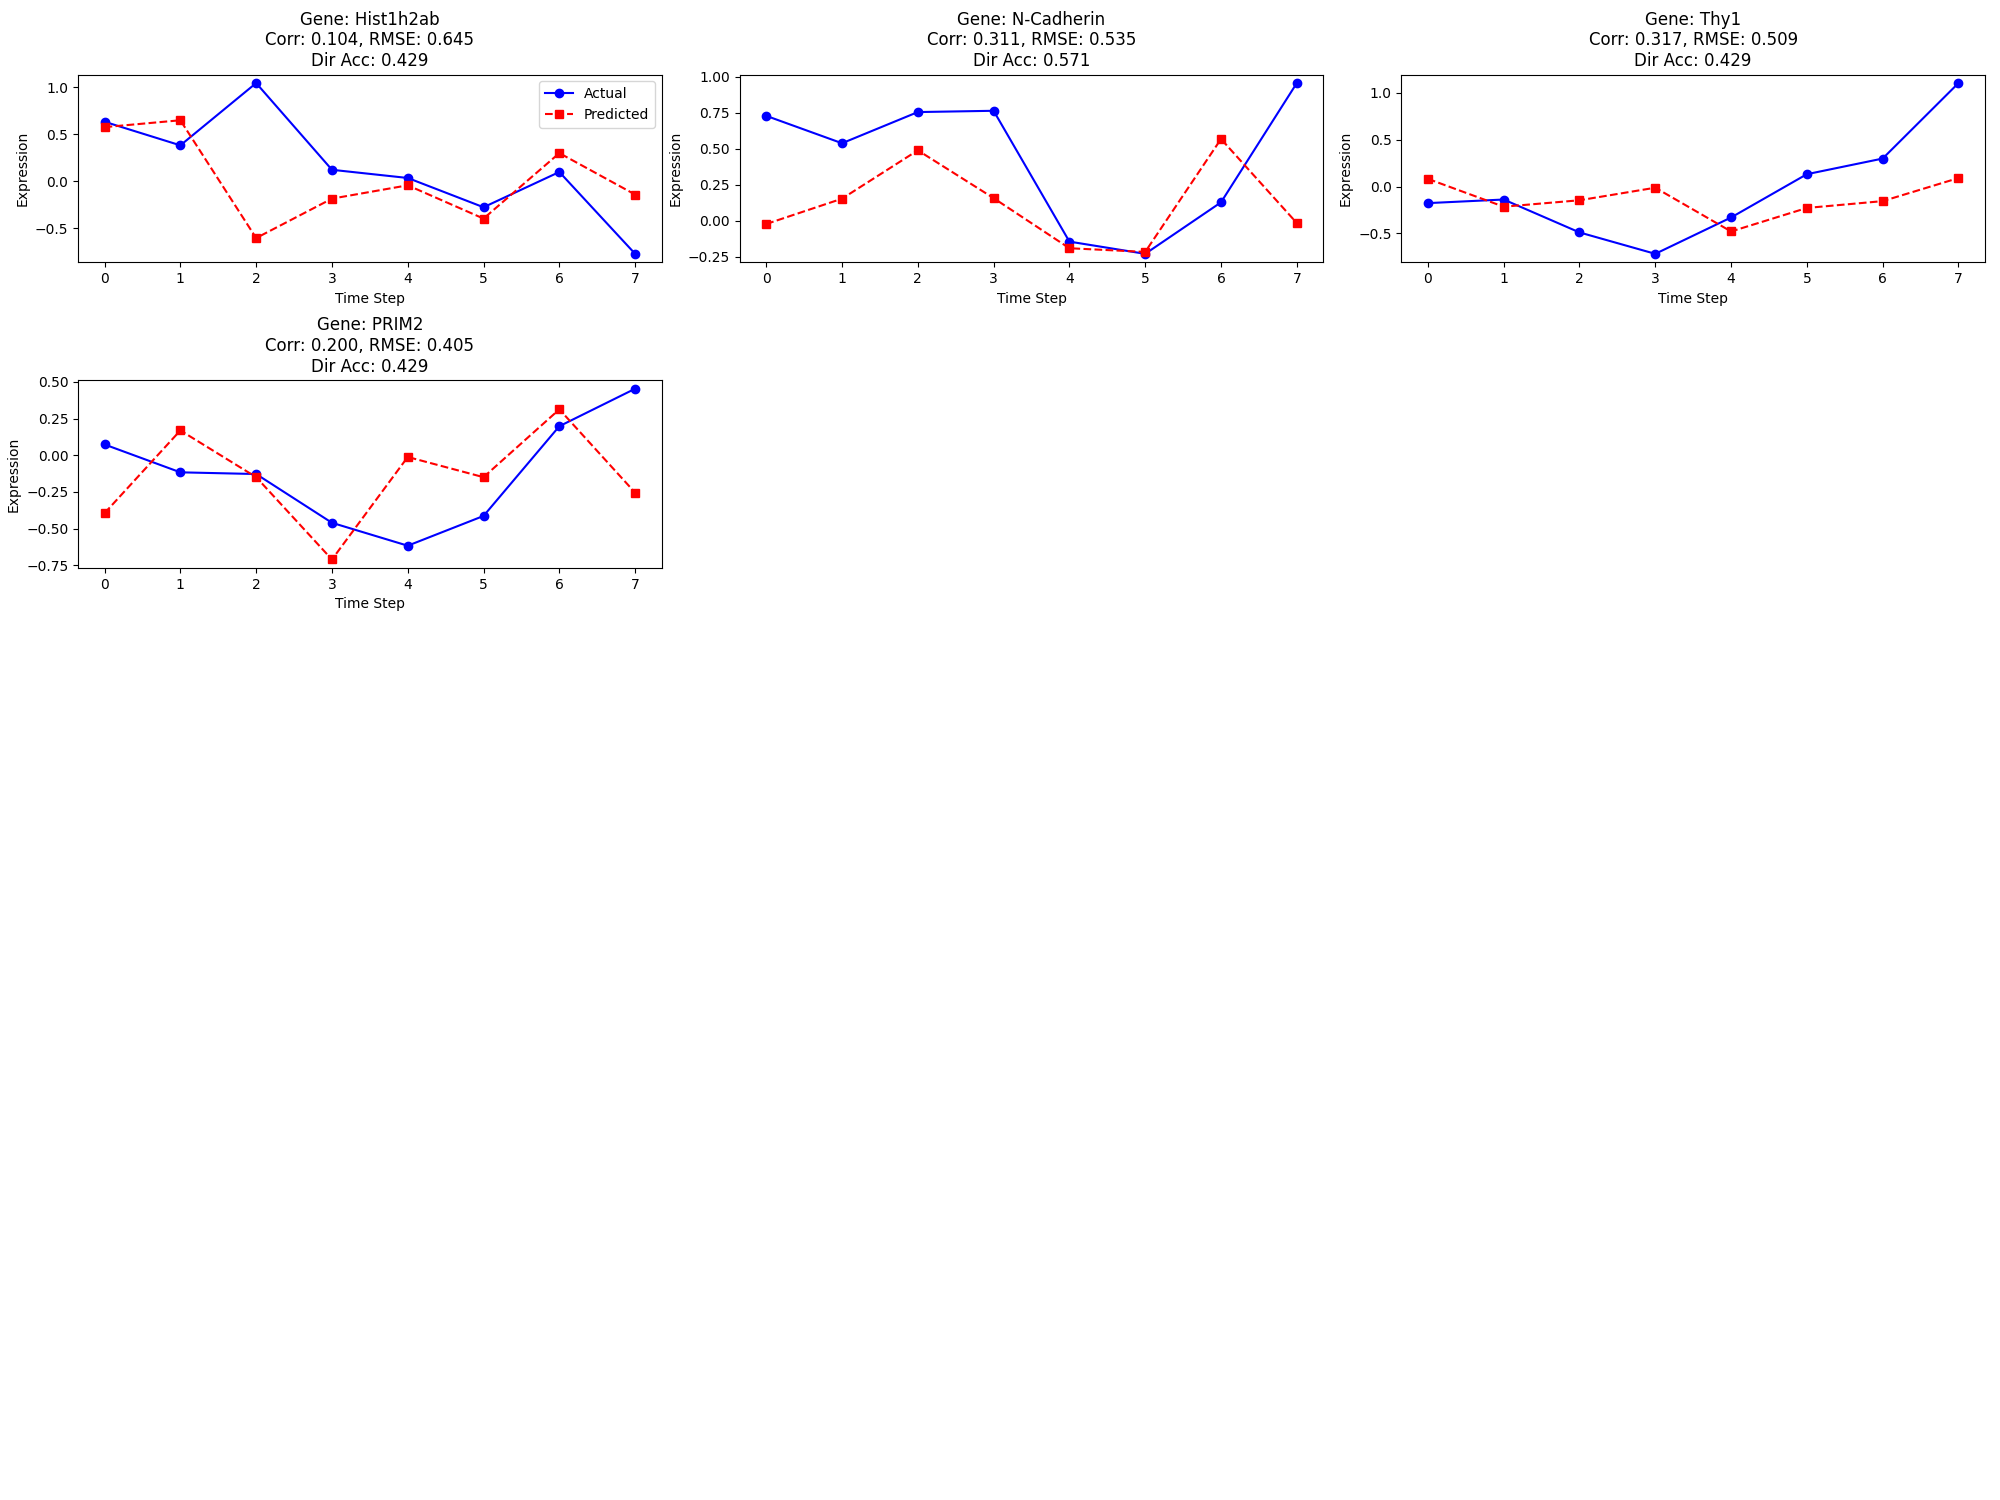 Gene: Hist1h2ab
Corr: 0.104, RMSE: 0.645
Dir Acc: 0.429
Actual
Predicted
Expression
1.0
0.5
0.0
−0.5
0 1 2 3 4 5 6 7
Time Step
Gene: N-Cadherin
Corr: 0.311, RMSE: 0.535
Dir Acc: 0.571
Expression
1.00
0.75
0.50
0.25
0.00
−0.25
0 1 2 3 4 5 6 7
Time Step
Gene: Thy1
Corr: 0.317, RMSE: 0.509
Dir Acc: 0.429
Expression
1.0
0.5
0.0
−0.5
0 1 2 3 4 5 6 7
Time Step
Gene: PRIM2
Corr: 0.200, RMSE: 0.405
Dir Acc: 0.429
Expression
0.50
0.25
0.00
−0.25
−0.50
−0.75
0 1 2 3 4 5 6 7
Time Step